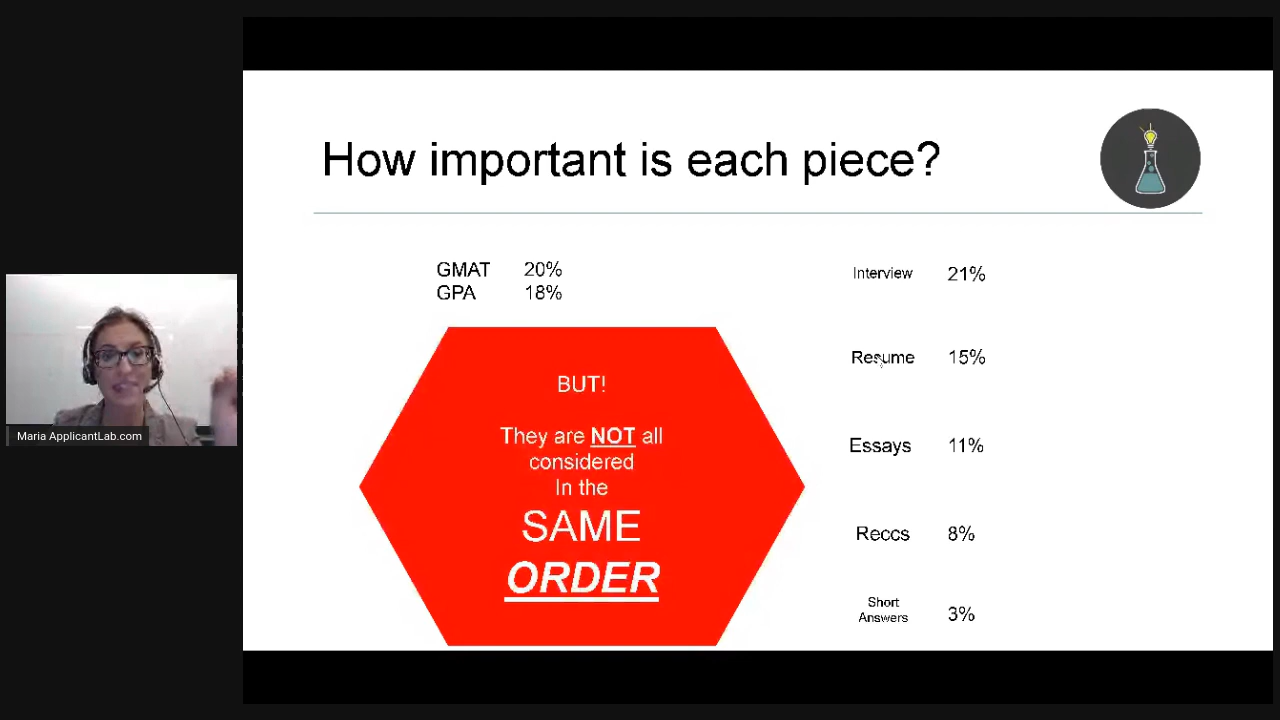 How important is each piece?
GMAT 20%
GPA 18%
BUT!
They are NOT all
considered
In the
SAME
ORDER
Interview 21%
Resume 15%
Essays 11%
Reccs 8%
Short
Answers 3%
Maria ApplicantLab.com